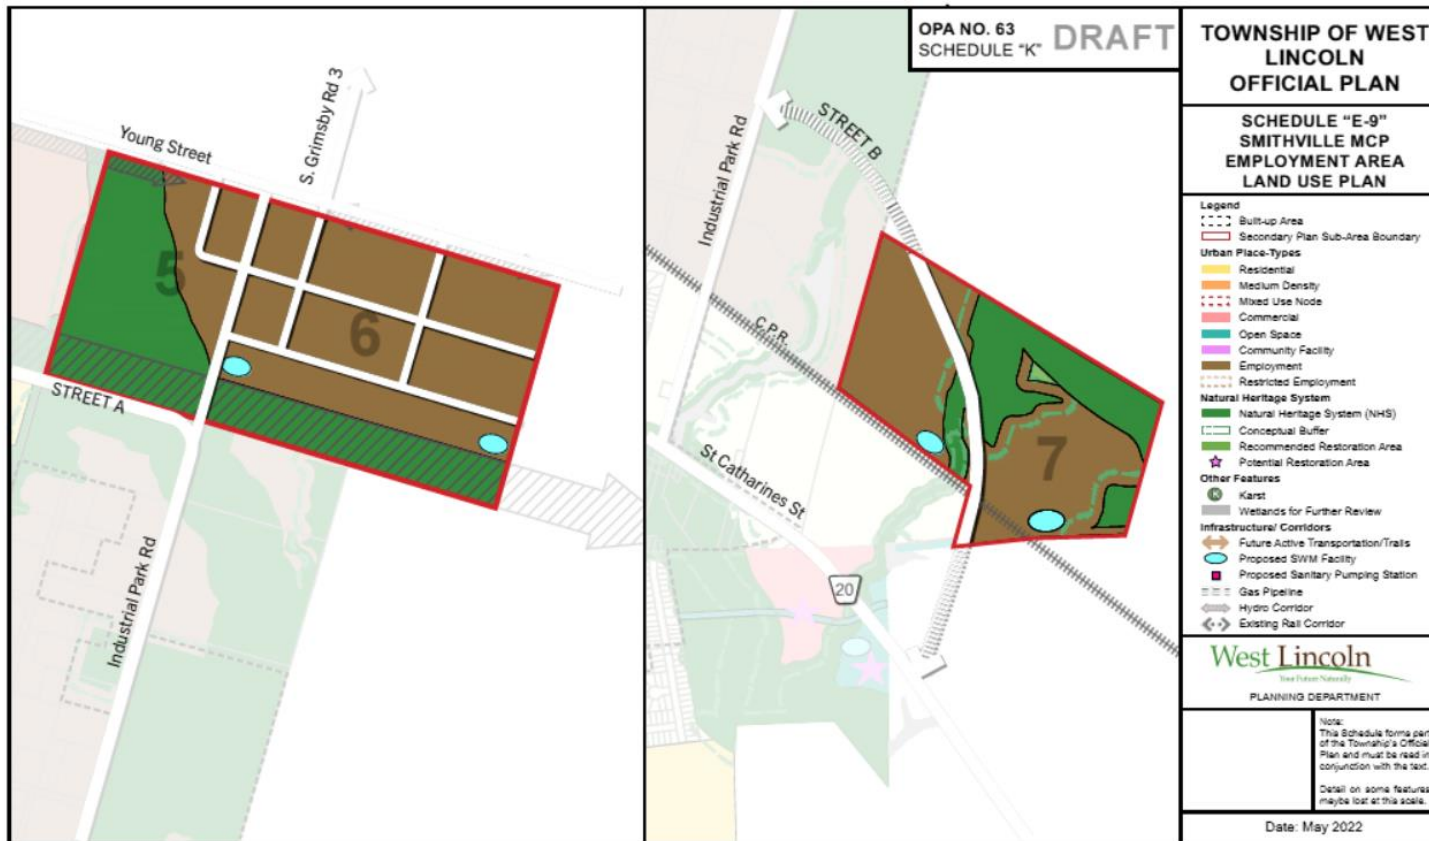 OPA NO. 63
SCHEDULE “K”
DRAFT
TOWNSHIP OF WEST
LINCOLN
OFFICIAL PLAN
SCHEDULE “E-9”
SMITHVILLE MCP
EMPLOYMENT AREA
LAND USE PLAN
Legend
Built-up Area
Secondary Plan Sub-Area Boundary
Urban Place-Types
Residential
Medium Density
Mixed Use Node
Commercial
Open Space
Community Facility
Employment
Restricted Employment
Natural Heritage System
Natural Heritage System (NHS)
Conceptual Buffer
Recommended Restoration Area
Potential Restoration Area
Other Features
K
Karst
Wetlands for Further Review
Infrastructure/ Corridors
Future Active Transportation/Trails
Proposed SWM Facility
Proposed Sanitary Pumping Station
Gas Pipeline
Hydro Corridor
Existing Rail Corridor
West Lincoln
Your Future Naturally
PLANNING DEPARTMENT
Note:
This Schedule forms part
of the Township's Official
Plan and must be read in
conjunction with the text.
Detail on some features
maybe lost at this scale.
Date: May 2022
Young Street
S. Grimsby Rd 3
5
6
STREET A
Industrial Park Rd
STREET B
Industrial Park Rd
C.P.R.
7
St Catharines St
20